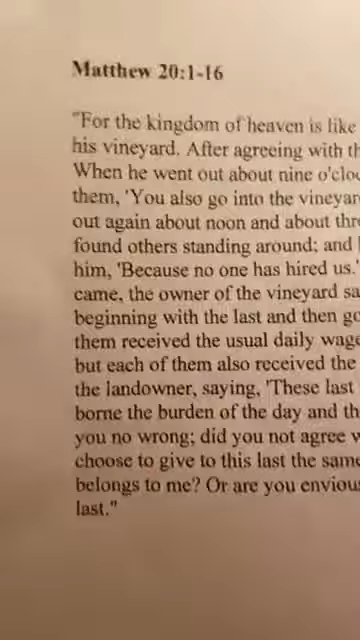 Matthew 20:1-16
"For the kingdom of heaven is like
his vineyard. After agreeing with th
When he went out about nine o'cloc
them, 'You also go into the vineyar
out again about noon and about thre
found others standing around; and
him, 'Because no one has hired us.'
came, the owner of the vineyard sa
beginning with the last and then go
them received the usual daily wage
but each of them also received the
the landowner, saying, 'These last
borne the burden of the day and th
you no wrong; did you not agree w
choose to give to this last the same
belongs to me? Or are you envious
last."